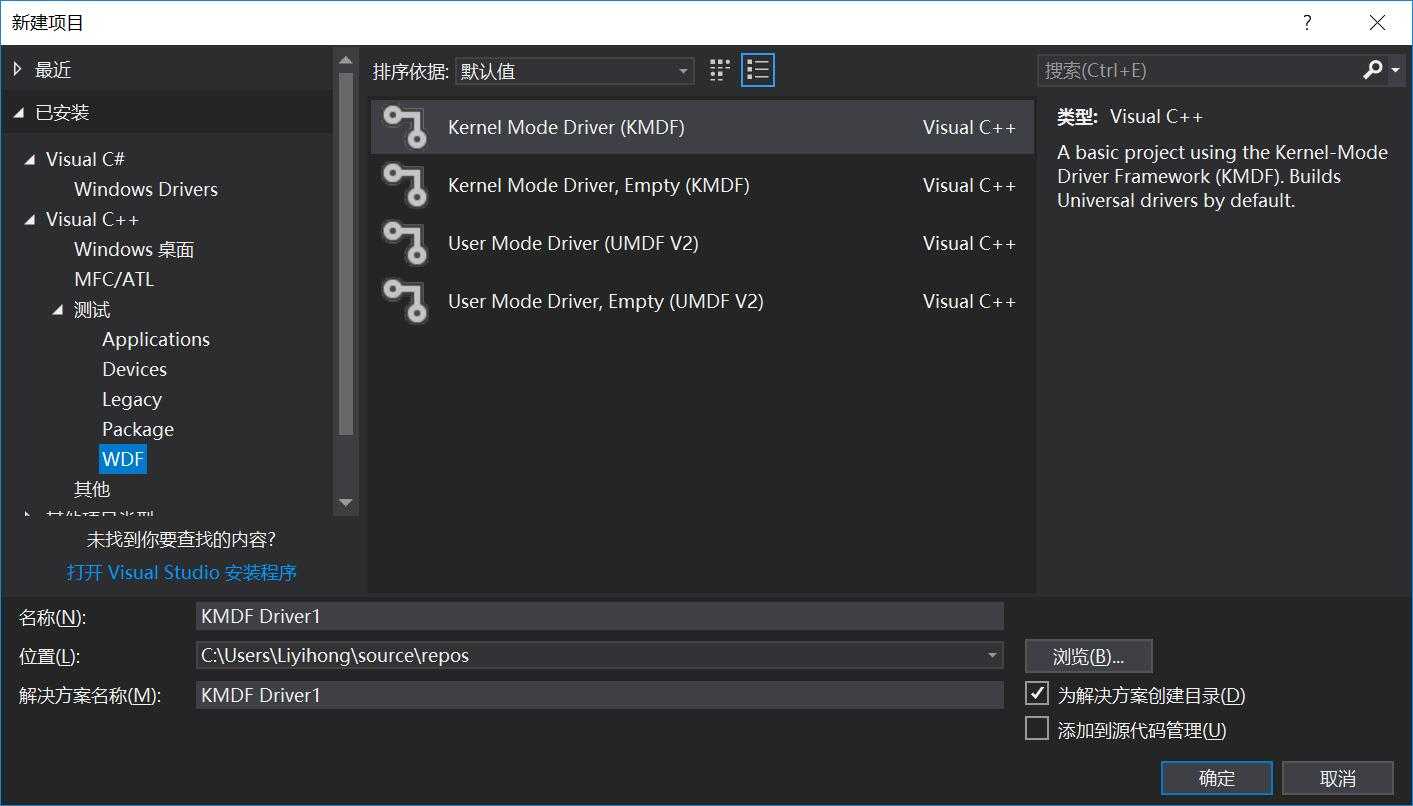 新建项目
?
最近
已安装
Visual C#
Windows Drivers
Visual C++
Windows 桌面
MFC/ATL
测试
Applications
Devices
Legacy
Package
WDF
其他
未找到你要查找的内容?
打开 Visual Studio 安装程序
排序依据: 默认值
Kernel Mode Driver (KMDF) Visual C++
Kernel Mode Driver, Empty (KMDF) Visual C++
User Mode Driver (UMDF V2) Visual C++
User Mode Driver, Empty (UMDF V2) Visual C++
搜索(Ctrl+E)
类型: Visual C++
A basic project using the Kernel-Mode
Driver Framework (KMDF). Builds
Universal drivers by default.
名称(N): KMDF Driver1
位置(L): C:\Users\Liyihong\source\repos
浏览(B)...
解决方案名称(M): KMDF Driver1
为解决方案创建目录(D)
添加到源代码管理(U)
确定
取消